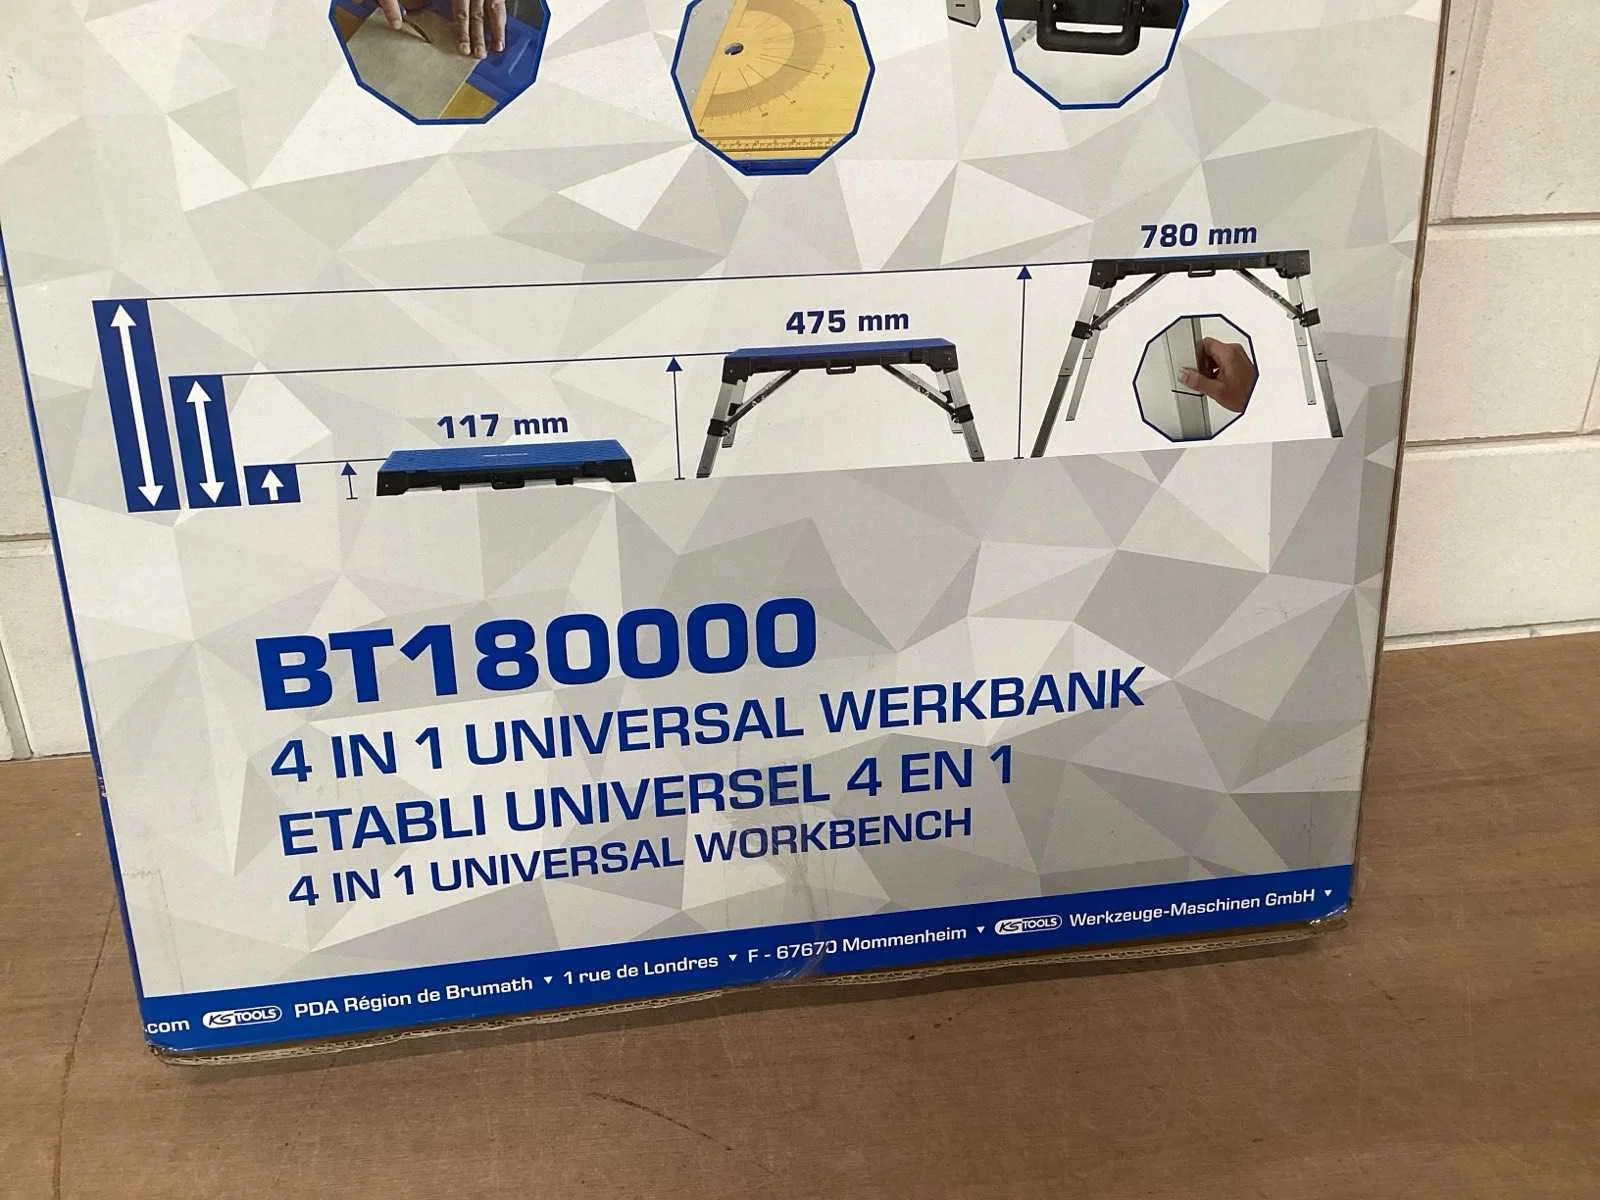 780 mm
475 mm
117 mm
BT180000
4 IN 1 UNIVERSAL WERKBANK
ETABLI UNIVERSEL 4 EN 1
4 IN 1 UNIVERSAL WORKBENCH
.com KSTOOLS PDA Région de Brumath ▼ 1 rue de Londres ▼ F - 67670 Mommenheim ▼ KSTOOLS Werkzeuge-Maschinen GmbH ▼